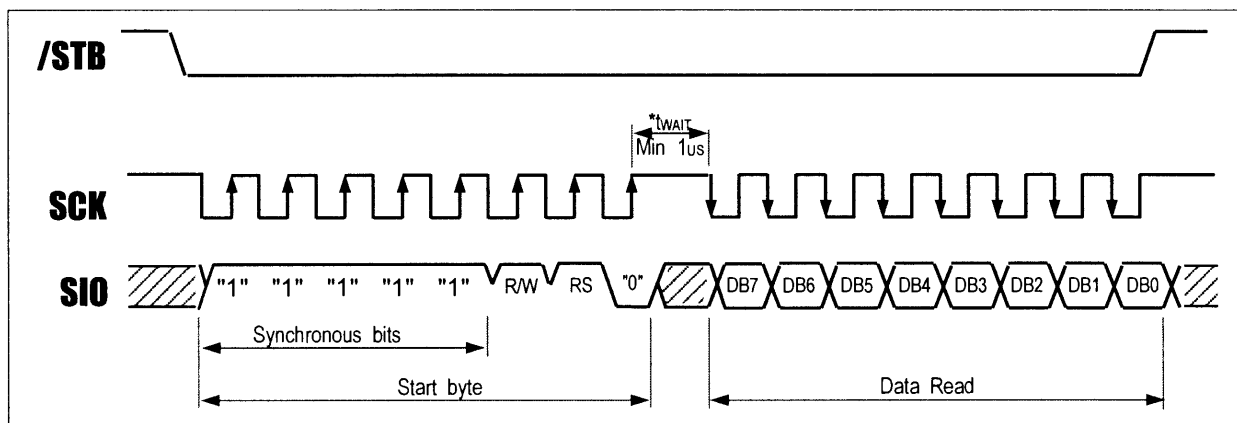 /STB
*tWAIT
Min 1us
SCK
SIO
"1" "1" "1" "1" "1" R/W RS "0" DB7 DB6 DB5 DB4 DB3 DB2 DB1 DB0
Synchronous bits
Start byte Data Read